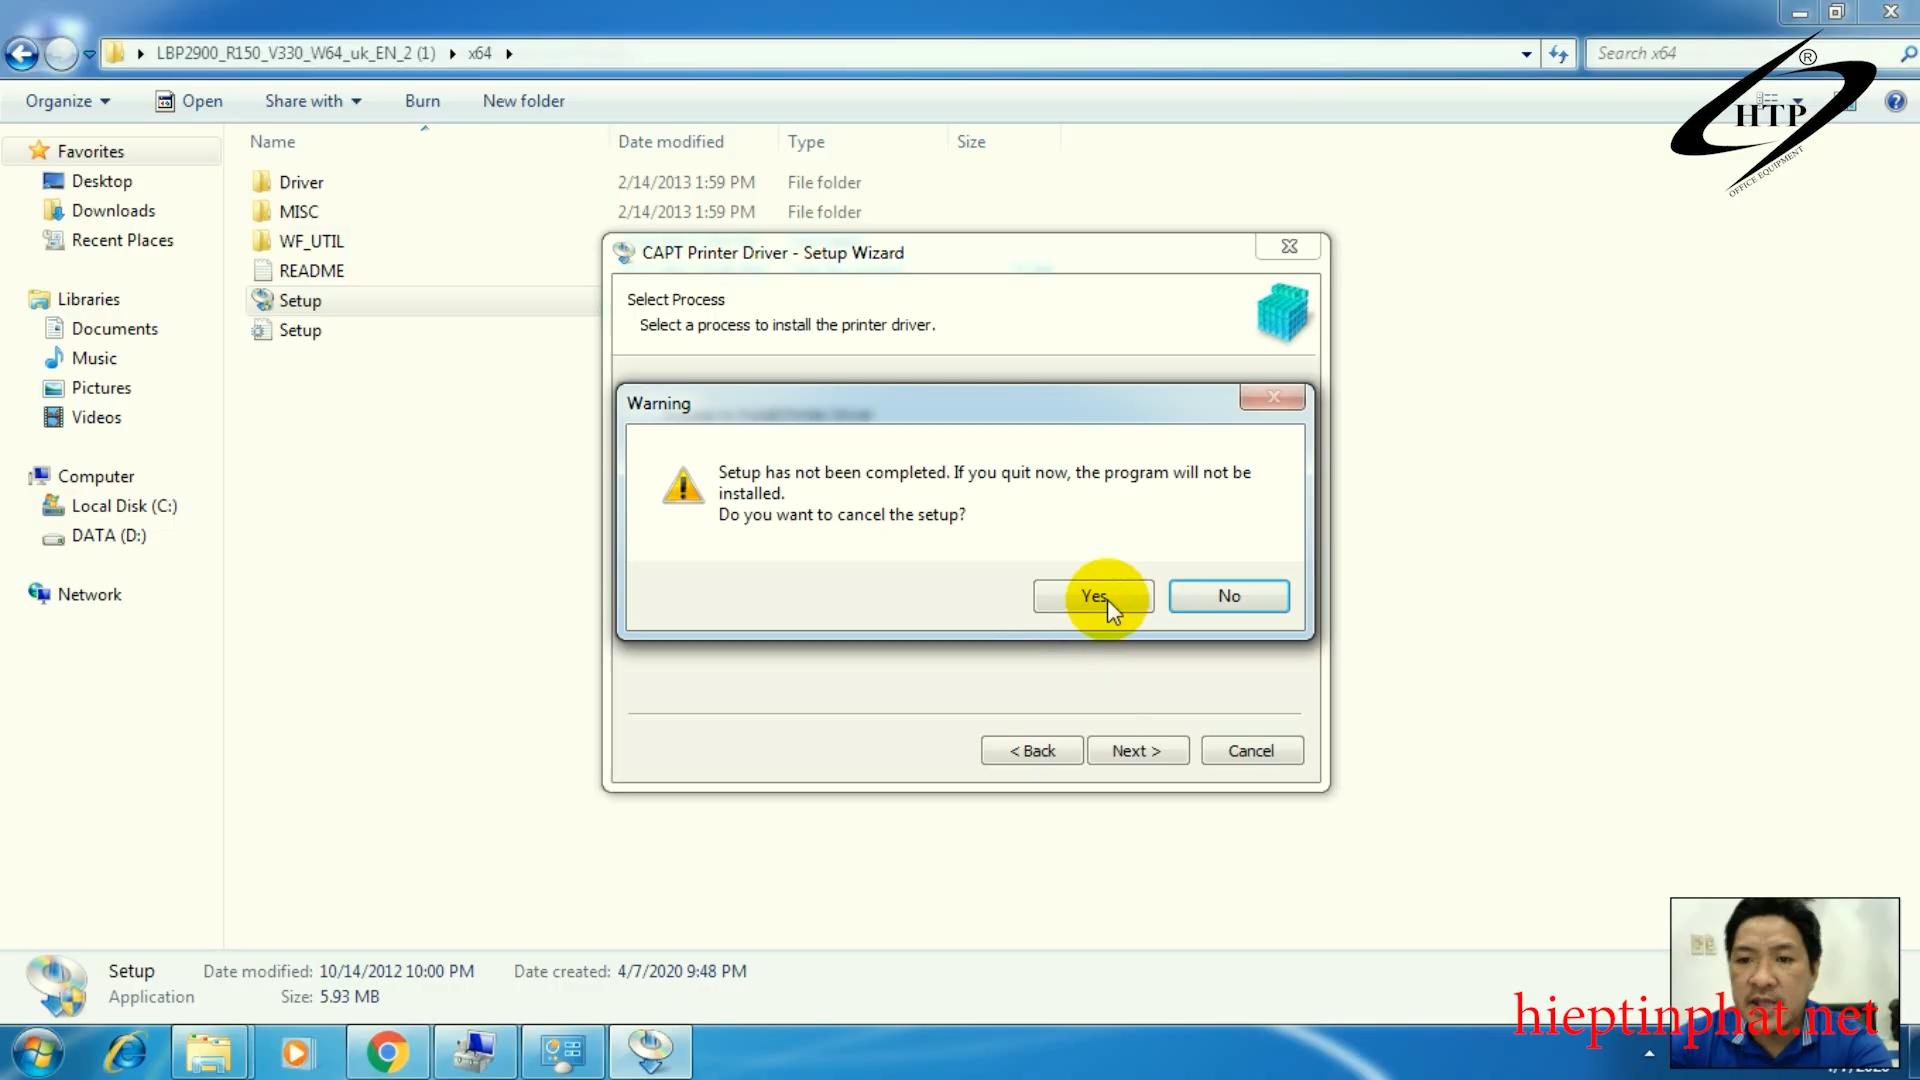 LBP2900_R150_V330_W64_uk_EN_2 (1)
x64
Search x64
Organize
Open
Share with
Burn
New folder
®
HTP
OFFICE EQUIPMENT
Name
Date modified
Type
Size
Favorites
Desktop
Downloads
Recent Places
Libraries
Documents
Music
Pictures
Videos
Computer
Local Disk (C:)
DATA (D:)
Network
Driver 2/14/2013 1:59 PM File folder
MISC 2/14/2013 1:59 PM File folder
WF_UTIL
README
Setup
Setup
CAPT Printer Driver - Setup Wizard
Select Process
Select a process to install the printer driver.
Warning
Setup has not been completed. If you quit now, the program will not be
installed.
Do you want to cancel the setup?
Yes
No
< Back
Next >
Cancel
Setup Date modified: 10/14/2012 10:00 PM Date created: 4/7/2020 9:48 PM
Application Size: 5.93 MB
hieptinphat.net